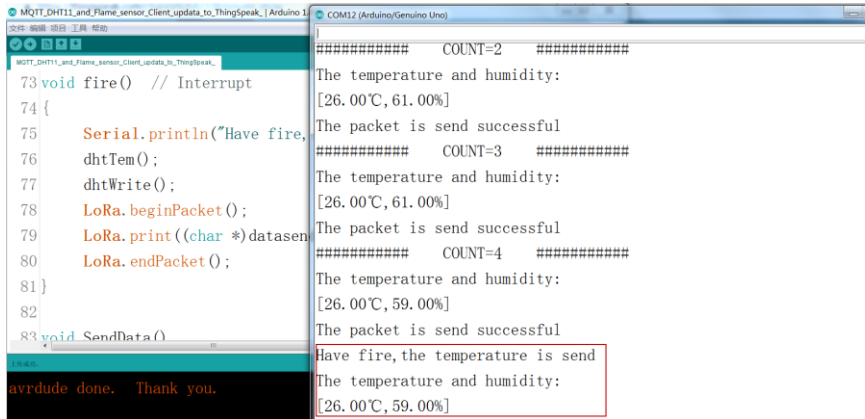 MQTT_DHT11_and_Flame_sensor_Client_updata_to_ThingSpeak_ | Arduino 1.
文件 编辑 项目 工具 帮助
MQTT_DHT11_and_Flame_sensor_Client_updata_to_ThingSpeak_
73 void fire()  // Interrupt
74 {
75 Serial.println("Have fire,
76 dhtTem();
77 dhtWrite();
78 LoRa.beginPacket();
79 LoRa.print((char *)datasen
80 LoRa.endPacket();
81 }
82
83 void SendData()
上传成功。
avrdude done.  Thank you.
COM12 (Arduino/Genuino Uno)
########### COUNT=2 ###########
The temperature and humidity:
[26.00℃,61.00%]
The packet is send successful
########### COUNT=3 ###########
The temperature and humidity:
[26.00℃,61.00%]
The packet is send successful
########### COUNT=4 ###########
The temperature and humidity:
[26.00℃,59.00%]
The packet is send successful
Have fire,the temperature is send
The temperature and humidity:
[26.00℃,59.00%]